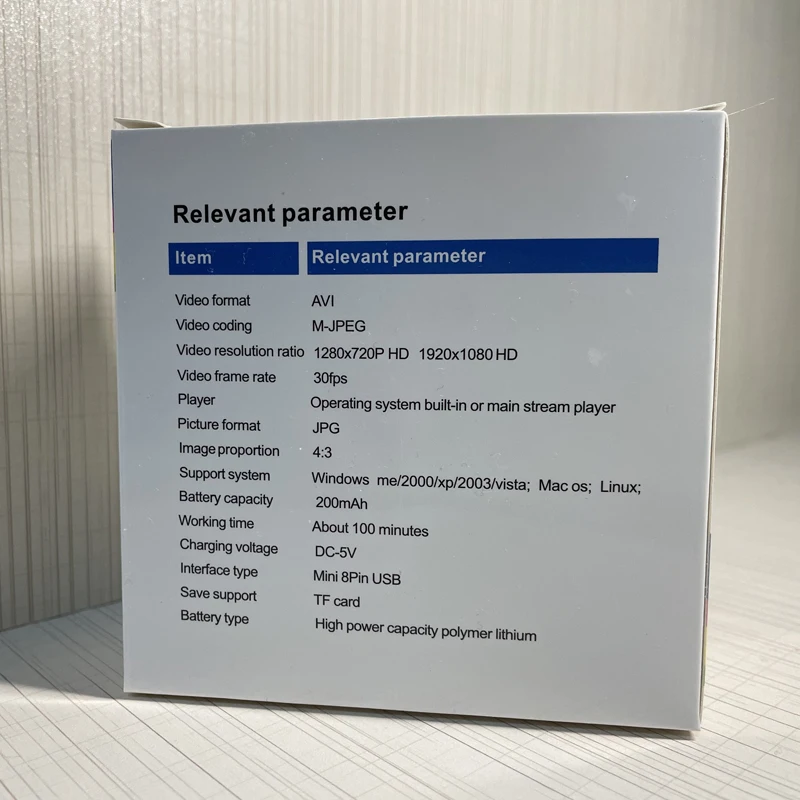 Relevant parameter
Item Relevant parameter
Video format AVI
Video coding M-JPEG
Video resolution ratio 1280x720P HD 1920x1080 HD
Video frame rate 30fps
Player Operating system built-in or main stream player
Picture format JPG
Image proportion 4:3
Support system Windows me/2000/xp/2003/vista; Mac os; Linux;
Battery capacity 200mAh
Working time About 100 minutes
Charging voltage DC-5V
Interface type Mini 8Pin USB
Save support TF card
Battery type High power capacity polymer lithium